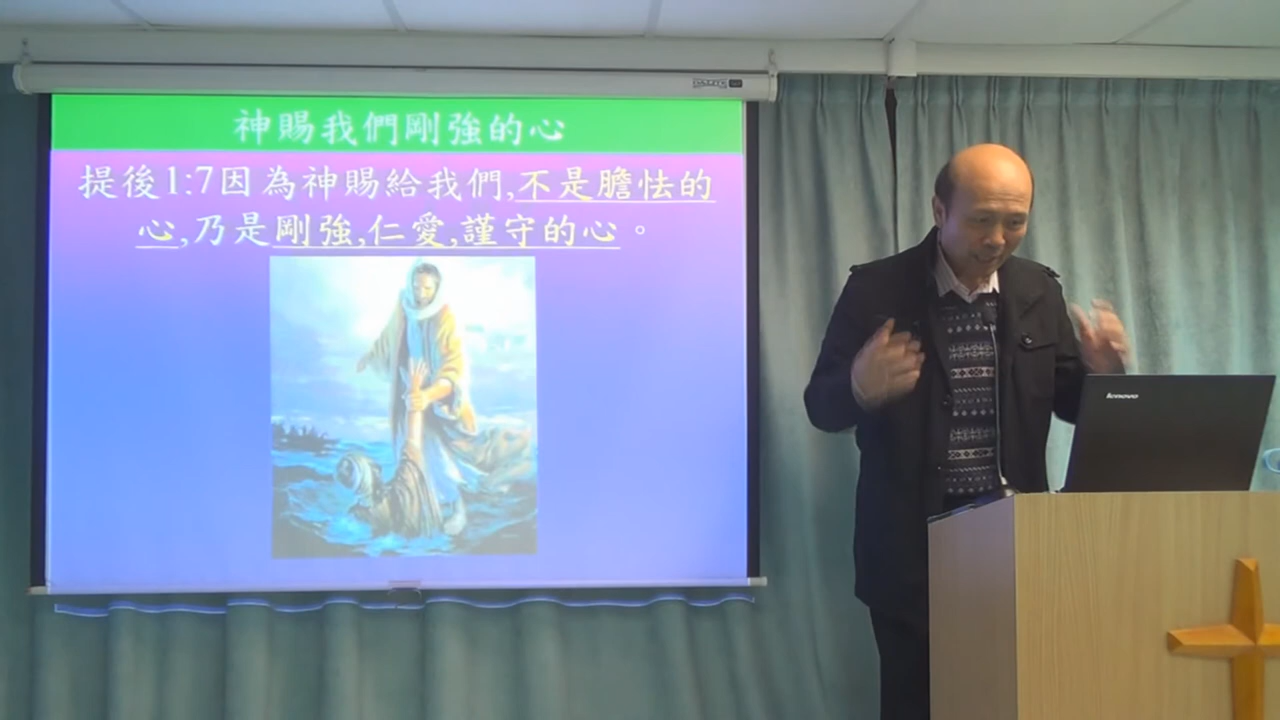 神賜我們剛強的心
提後1:7因為神賜給我們,不是膽怯的
心,乃是剛強,仁愛,謹守的心。
lenovo